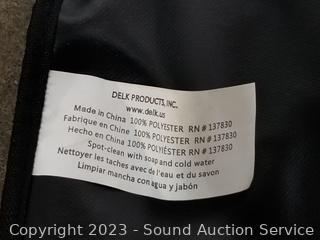 DELK PRODUCTS, INC.
www.delk.us
Made in China 100% POLYESTER RN # 137830
Fabrique en Chine 100% POLYESTER RN # 137830
Hecho en China 100% POLYIÉSTER RN # 137830
Spot-clean with soap and cold water
Nettoyer les taches avec de l'eau et du savon
Limpiar mancha con agua y jabón
Copyright 2023 - Sound Auction Service